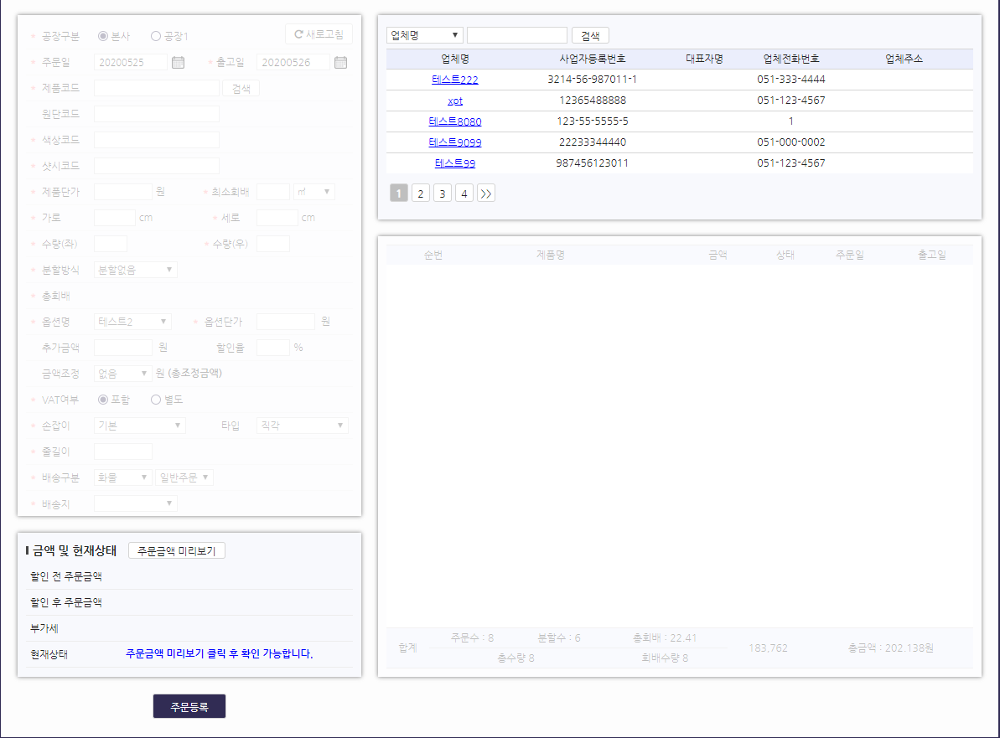 * 공장구분 본사 공장1 새로고침
* 주문일 20200525 * 출고일 20200526
* 제품코드 검색
원단코드
* 색상코드
* 샷시코드
* 제품단가 원 * 최소회배 ㎡ ▼
* 가로 cm * 세로 cm
* 수량(좌) * 수량(우)
* 분할방식 분할없음 ▼
* 총회배
* 옵션명 테스트2 ▼ * 옵션단가 원
추가금액 원 할인율 %
금액조정 없음 ▼ 원 (총조정금액)
* VAT여부 포함 별도
* 손잡이 기본 ▼ 타입 직각 ▼
* 줄길이
* 배송구분 화물 ▼ 일반주문 ▼
* 배송지 ▼
금액 및 현재상태 주문금액 미리보기
할인 전 주문금액
할인 후 주문금액
부가세
현재상태 주문금액 미리보기 클릭 후 확인 가능합니다.
주문등록
업체명 ▼ 검색
업체명 사업자등록번호 대표자명 업체전화번호 업체주소
테스트222 3214-56-987011-1 051-333-4444
xpt 12365488888 051-123-4567
테스트8080 123-55-5555-5 1
테스트9099 22233344440 051-000-0002
테스트99 987456123011 051-123-4567
1 2 3 4 >>
순번 제품명 금액 상태 주문일 출고일
합계 주문수 : 8 분할수 : 6 총회배 : 22.41 183,762 총금액 : 202.138원
총수량 8 회배수량 8